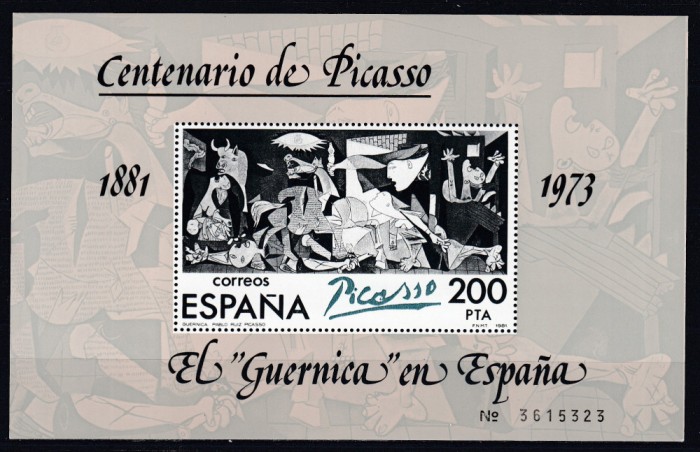 Centenario de Picasso
1881
1973
correos
ESPAÑA
Picasso
200
PTA
GUERNICA. PABLO RUIZ PICASSO
F.N.M.T. 1981
El "Guernica" en España
Nº 3615323